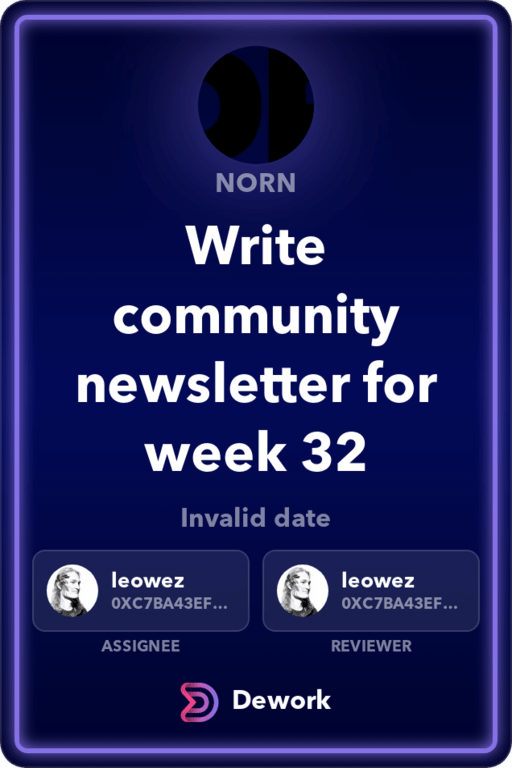 NORN
Write
community
newsletter for
week 32
Invalid date
leowez
0XC7BA43EF...
leowez
0XC7BA43EF...
ASSIGNEE
REVIEWER
Dework